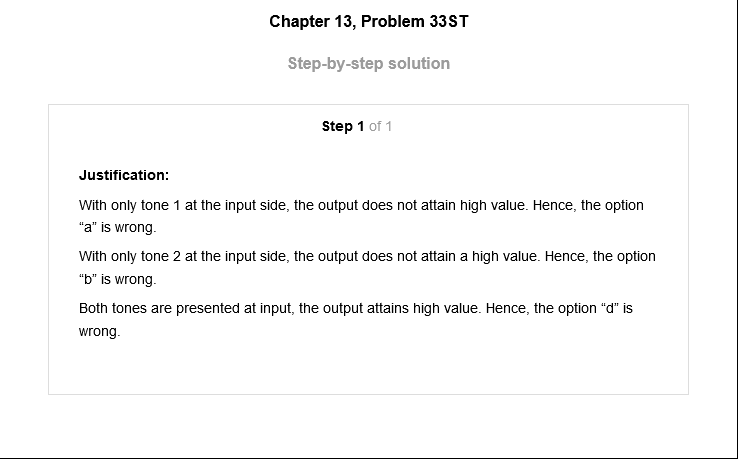 Chapter 13, Problem 33ST
Step-by-step solution
Step 1 of 1
Justification:
With only tone 1 at the input side, the output does not attain high value. Hence, the option
“a” is wrong.
With only tone 2 at the input side, the output does not attain a high value. Hence, the option
“b” is wrong.
Both tones are presented at input, the output attains high value. Hence, the option “d” is
wrong.